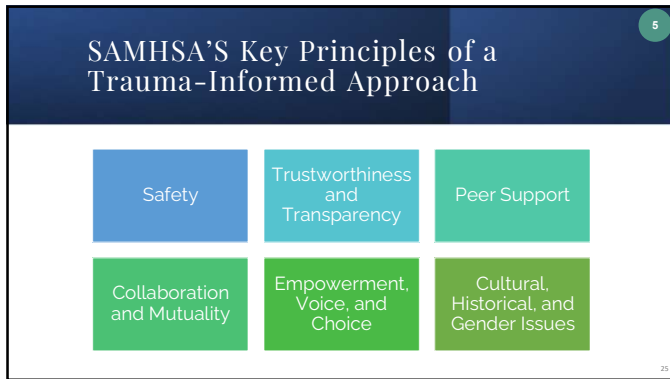 5
SAMHSA'S Key Principles of a
Trauma-Informed Approach
Safety
Trustworthiness
and
Transparency
Peer Support
Collaboration
and Mutuality
Empowerment,
Voice, and
Choice
Cultural,
Historical, and
Gender Issues
25